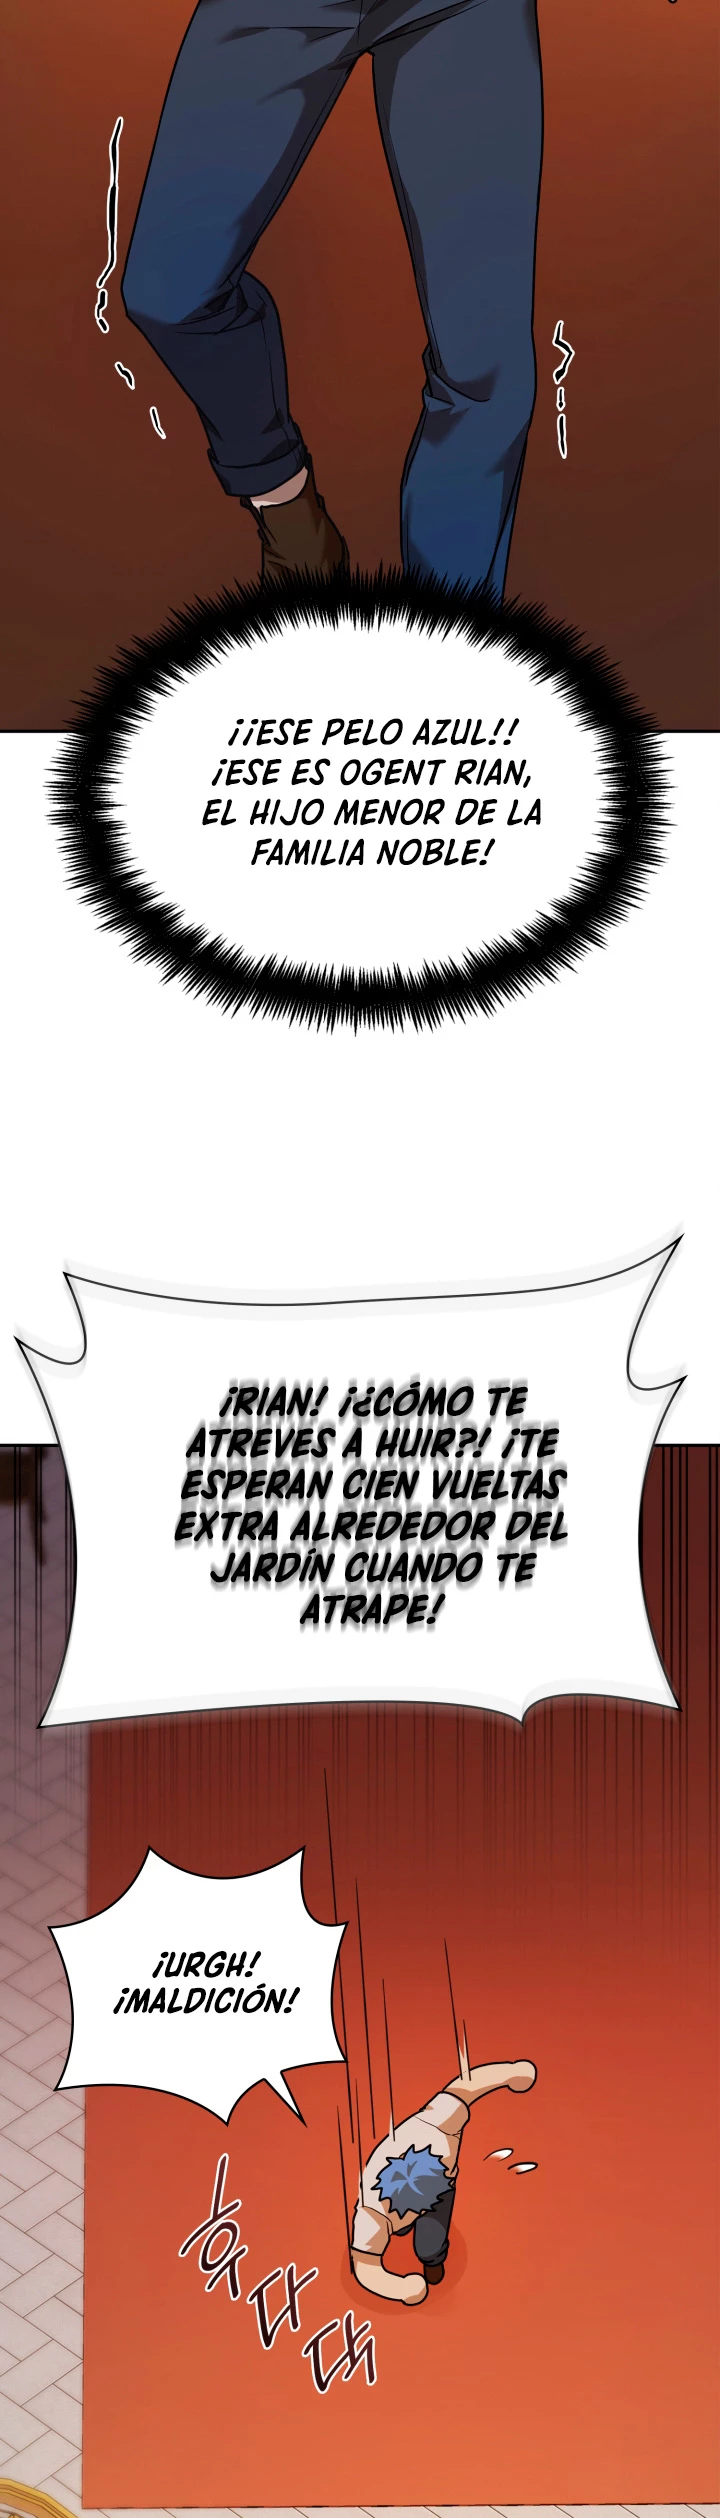 ¡¡ESE PELO AZUL!!
¡ESE ES OGENT RIAN,
EL HIJO MENOR DE LA
FAMILIA NOBLE!
¡RIAN! ¡¿CÓMO TE
ATREVES A HUIR?! ¡TE
ESPERAN CIEN VUELTAS
EXTRA ALREDEDOR DEL
JARDÍN CUANDO TE
ATRAPE!
¡URGH!
¡MALDICIÓN!
후다닥